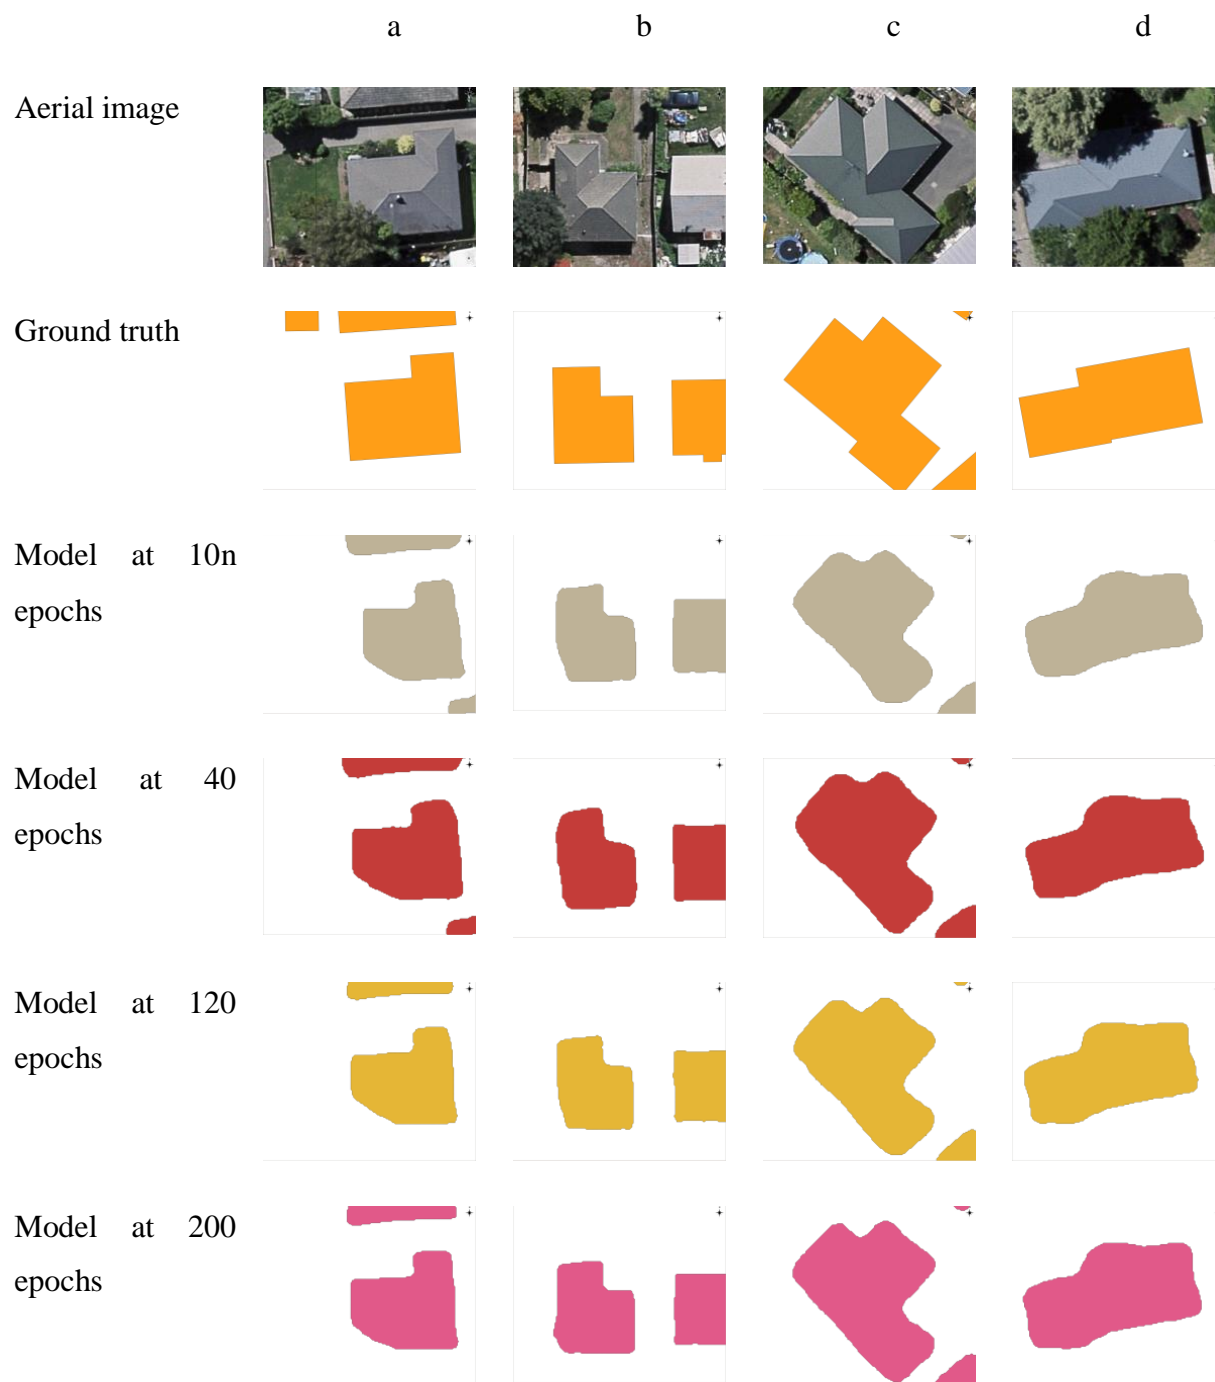 a b c d
Aerial image
Ground truth
Model at 10n
epochs
Model at 40
epochs
Model at 120
epochs
Model at 200
epochs